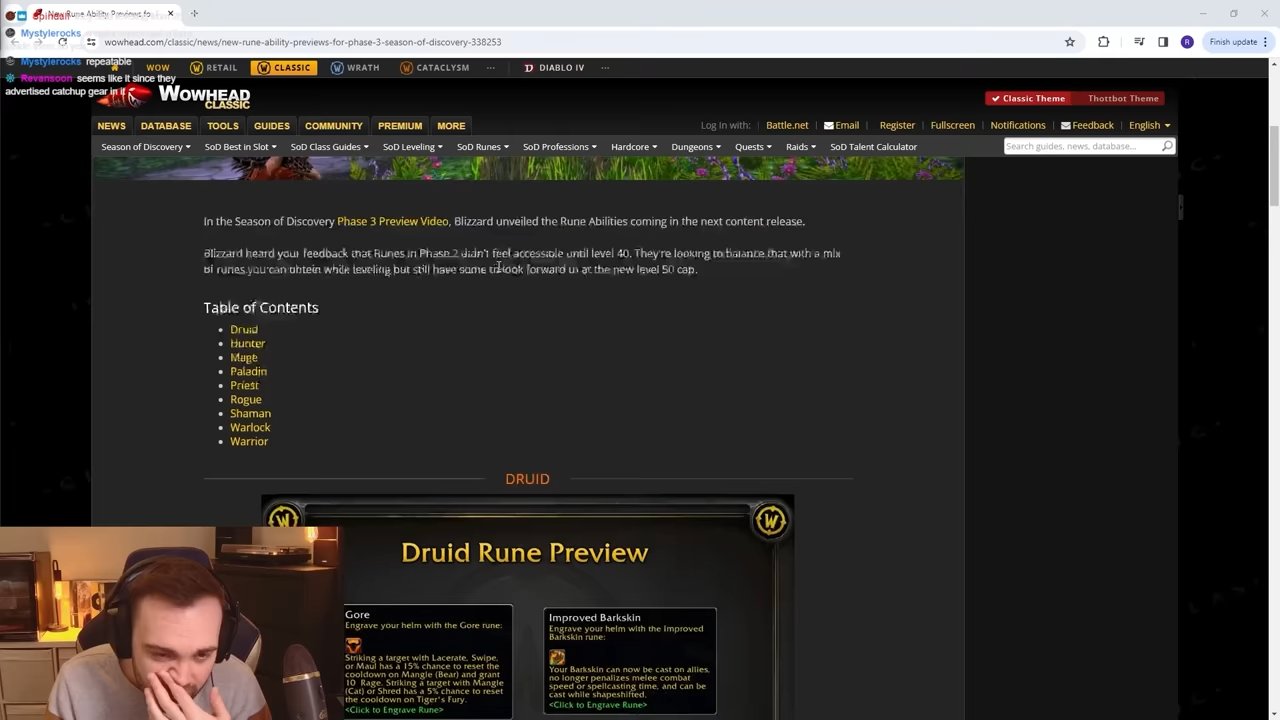 New Rune Ability Previews for
Spindall
Mystylerocks
Mystylerocks repeatable
Revansoon seems like it since they
advertised catchup gear in it
wowhead.com/classic/news/new-rune-ability-previews-for-phase-3-season-of-discovery-338253
R
Finish update
WOW
RETAIL
CLASSIC
WRATH
CATACLYSM
DIABLO IV
WOWHEAD
CLASSIC
Classic Theme
Thottbot Theme
NEWS
DATABASE
TOOLS
GUIDES
COMMUNITY
PREMIUM
MORE
Log in with:
Battle.net
Email
Register
Fullscreen
Notifications
Feedback
English
Season of Discovery
SoD Best in Slot
SoD Class Guides
SoD Leveling
SoD Runes
SoD Professions
Hardcore
Dungeons
Quests
Raids
SoD Talent Calculator
Search guides, news, database...
In the Season of Discovery Phase 3 Preview Video, Blizzard unveiled the Rune Abilities coming in the next content release.
Blizzard heard your feedback that Runes in Phase 2 didn't feel accessible until level 40. They're looking to balance that with a mix
of runes you can obtain while leveling but still have some to look forward to at the new level 50 cap.
Table of Contents
Druid
Hunter
Mage
Paladin
Priest
Rogue
Shaman
Warlock
Warrior
DRUID
Druid Rune Preview
Gore
Striking a target with Lacerate, Swipe,
or Maul has a 15% chance to reset
the cooldown on Mangle (Bear) and grant
10 Rage. Striking a target with Mangle
(Cat) or Shred has a 5% chance to reset
the cooldown on Tiger's Fury.
<Click to Engrave Rune>
Engrave your helm with the Gore rune:
Improved Barkskin
Engrave your helm with the Improved
Barkskin rune:
Your Barkskin can now be cast on allies,
no longer penalizes melee combat
speed or spellcasting time, and can be
cast while shapeshifted.
<Click to Engrave Rune>